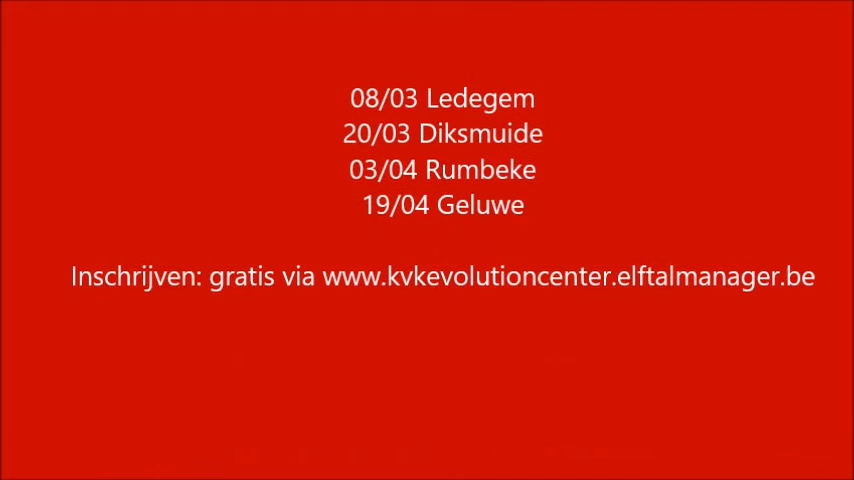 08/03 Ledegem
20/03 Diksmuide
03/04 Rumbeke
19/04 Geluwe
Inschrijven: gratis via www.kvkevolutioncenter.elftalmanager.be